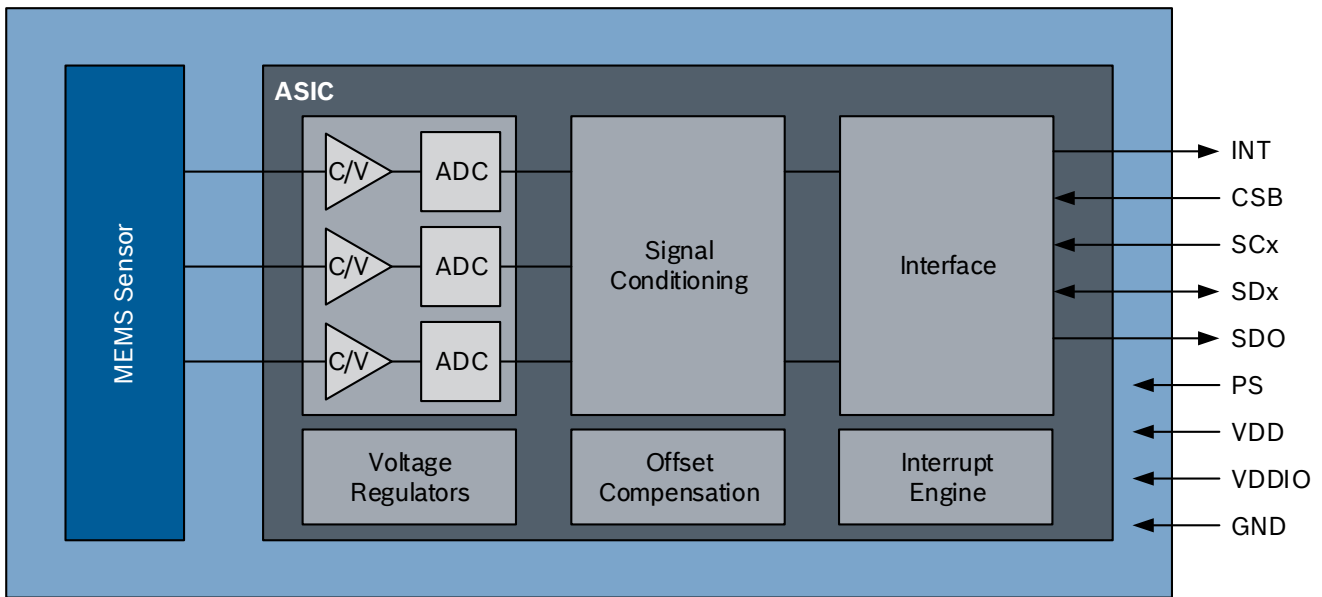 ASIC
MEMS Sensor
C/V
ADC
C/V
ADC
C/V
ADC
Signal
Conditioning
Interface
Voltage
Regulators
Offset
Compensation
Interrupt
Engine
INT
CSB
SCx
SDx
SDO
PS
VDD
VDDIO
GND